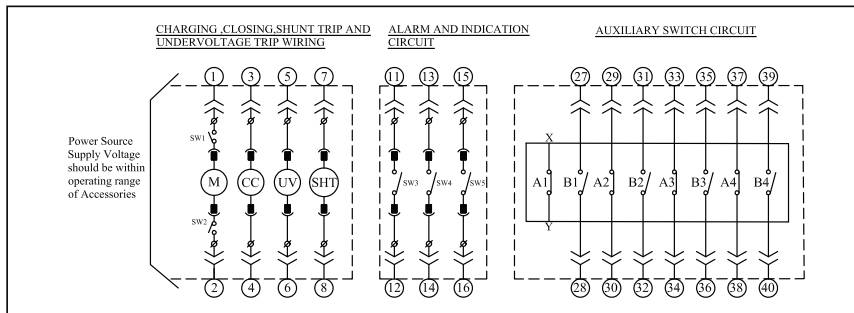 CHARGING ,CLOSING,SHUNT TRIP AND
UNDERVOLTAGE TRIP WIRING
ALARM AND INDICATION
CIRCUIT
AUXILIARY SWITCH CIRCUIT
1 3 5 7 11 13 15 27 29 31 33 35 37 39
Power Source
Supply Voltage
should be within
operating range
of Accessories
SW1
X
M CC UV SHT SW3 SW4 SW5 A1 B1 A2 B2 A3 B3 A4 B4
SW2
Y
2 4 6 8 12 14 16 28 30 32 34 36 38 40